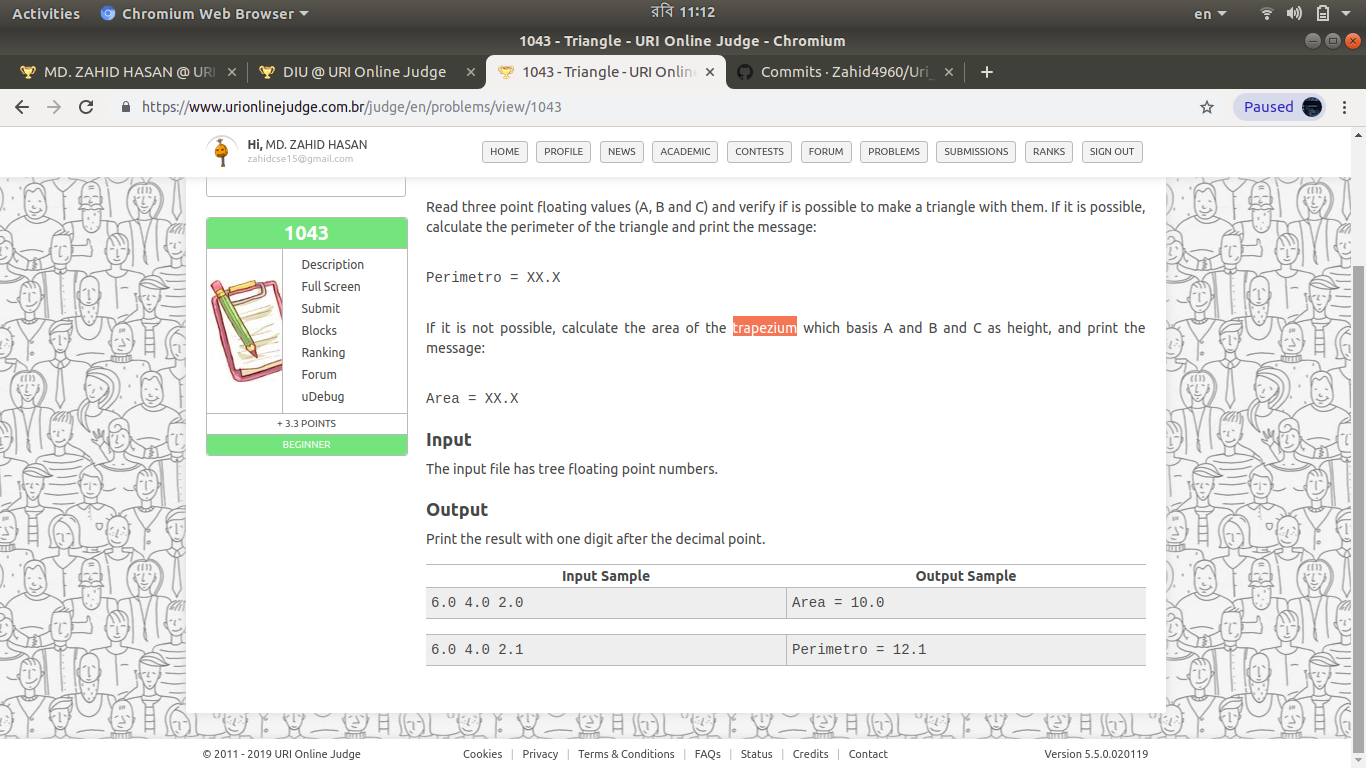 Activities Chromium Web Browser রবি 11:12 en
1043 - Triangle - URI Online Judge - Chromium
MD. ZAHID HASAN @ URI DIU @ URI Online Judge 1043 - Triangle - URI Onlin Commits · Zahid4960/Uri_
https://www.urionlinejudge.com.br/judge/en/problems/view/1043 Paused
Hi, MD. ZAHID HASAN
zahidcse15@gmail.com
HOME PROFILE NEWS ACADEMIC CONTESTS FORUM PROBLEMS SUBMISSIONS RANKS SIGN OUT
1043
Description
Full Screen
Submit
Blocks
Ranking
Forum
uDebug
+ 3.3 POINTS
BEGINNER
Read three point floating values (A, B and C) and verify if is possible to make a triangle with them. If it is possible,
calculate the perimeter of the triangle and print the message:
Perimetro = XX.X
If it is not possible, calculate the area of the trapezium which basis A and B and C as height, and print the
message:
Area = XX.X
Input
The input file has tree floating point numbers.
Output
Print the result with one digit after the decimal point.
Input Sample Output Sample
6.0 4.0 2.0 Area = 10.0
6.0 4.0 2.1 Perimetro = 12.1
© 2011 - 2019 URI Online Judge Cookies | Privacy | Terms & Conditions | FAQs | Status | Credits | Contact Version 5.5.0.020119